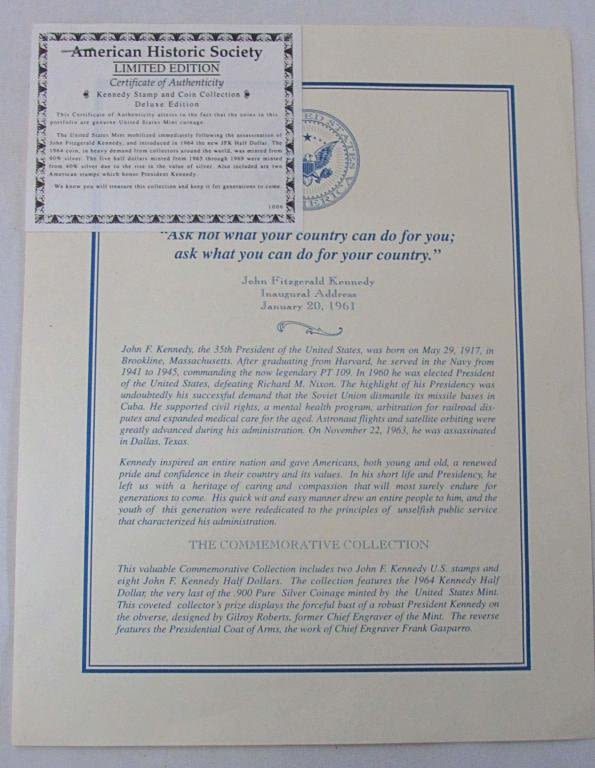 American Historic Society
LIMITED EDITION
Certificate of Authenticity
Kennedy Stamp and Coin Collection
Deluxe Edition
This Certificate of Authenticity attests to the fact that the coins in this
portfolio are genuine United States Mint coinage.
The United States Mint mobilized immediately following the assassination of
John Fitzgerald Kennedy, and introduced in 1964 the new JFK Half Dollar. The
1964 coin, in heavy demand from collectors around the world, was minted from
90% silver. The five half dollars minted from 1965 through 1969 were minted
from 40% silver due to the rise in the value of silver. Also included are two
American stamps which honor President Kennedy.
We know you will treasure this collection and keep it for generations to come.
1006
"Ask not what your country can do for you;
ask what you can do for your country."
John Fitzgerald Kennedy
Inaugural Address
January 20, 1961
John F. Kennedy, the 35th President of the United States, was born on May 29, 1917, in
Brookline, Massachusetts. After graduating from Harvard, he served in the Navy from
1941 to 1945, commanding the now legendary PT 109. In 1960 he was elected President
of the United States, defeating Richard M. Nixon. The highlight of his Presidency was
undoubtedly his successful demand that the Soviet Union dismantle its missile bases in
Cuba. He supported civil rights, a mental health program, arbitration for railroad dis-
putes and expanded medical care for the aged. Astronaut flights and satellite orbiting were
greatly advanced during his administration. On November 22, 1963, he was assassinated
in Dallas, Texas.
Kennedy inspired an entire nation and gave Americans, both young and old, a renewed
pride and confidence in their country and its values. In his short life and Presidency, he
left us with a heritage of caring and compassion that will most surely endure for
generations to come. His quick wit and easy manner drew an entire people to him, and the
youth of this generation were rededicated to the principles of unselfish public service
that characterized his administration.
THE COMMEMORATIVE COLLECTION
This valuable Commemorative Collection includes two John F. Kennedy U.S. stamps and
eight John F. Kennedy Half Dollars. The collection features the 1964 Kennedy Half
Dollar, the very last of the .900 Pure Silver Coinage minted by the United States Mint.
This coveted collector's prize displays the forceful bust of a robust President Kennedy on
the obverse, designed by Gilroy Roberts, former Chief Engraver of the Mint. The reverse
features the Presidential Coat of Arms, the work of Chief Engraver Frank Gasparro.